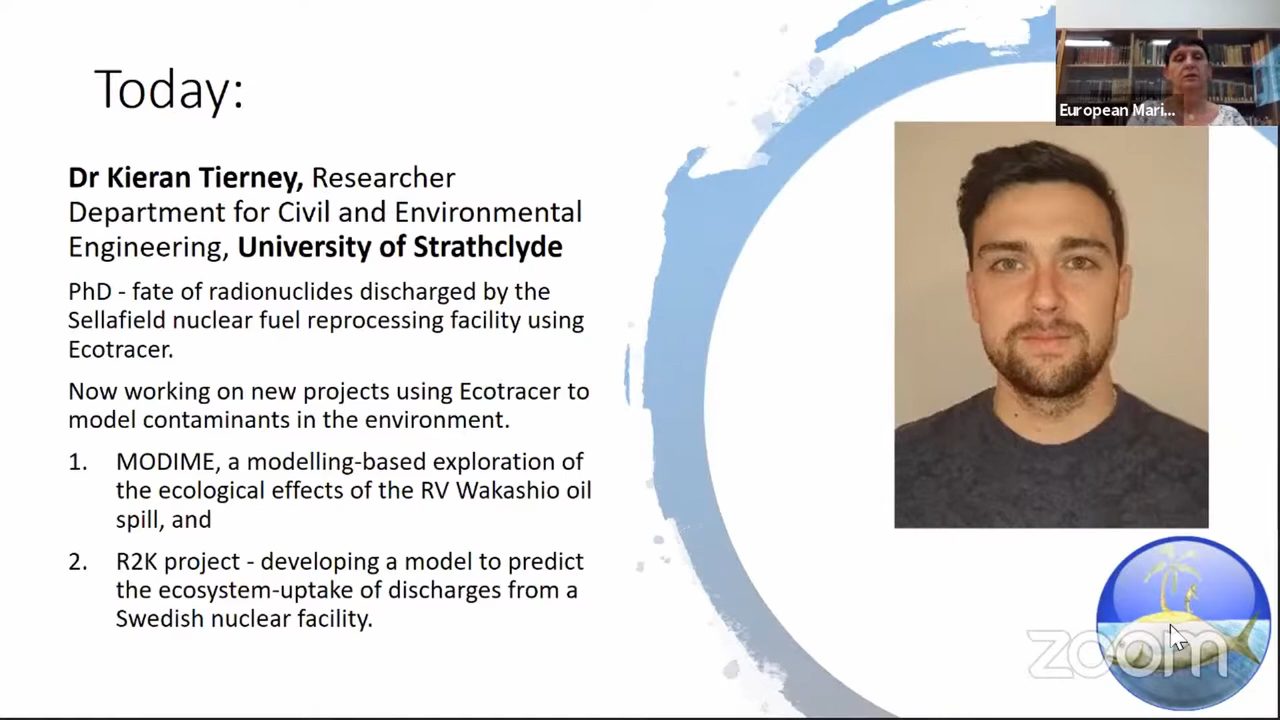 Today:
European Mari...
Dr Kieran Tierney, Researcher
Department for Civil and Environmental
Engineering, University of Strathclyde
PhD - fate of radionuclides discharged by the
Sellafield nuclear fuel reprocessing facility using
Ecotracer.
Now working on new projects using Ecotracer to
model contaminants in the environment.
1. MODIME, a modelling-based exploration of
the ecological effects of the RV Wakashio oil
spill, and
2. R2K project - developing a model to predict
the ecosystem-uptake of discharges from a
Swedish nuclear facility.
zoom